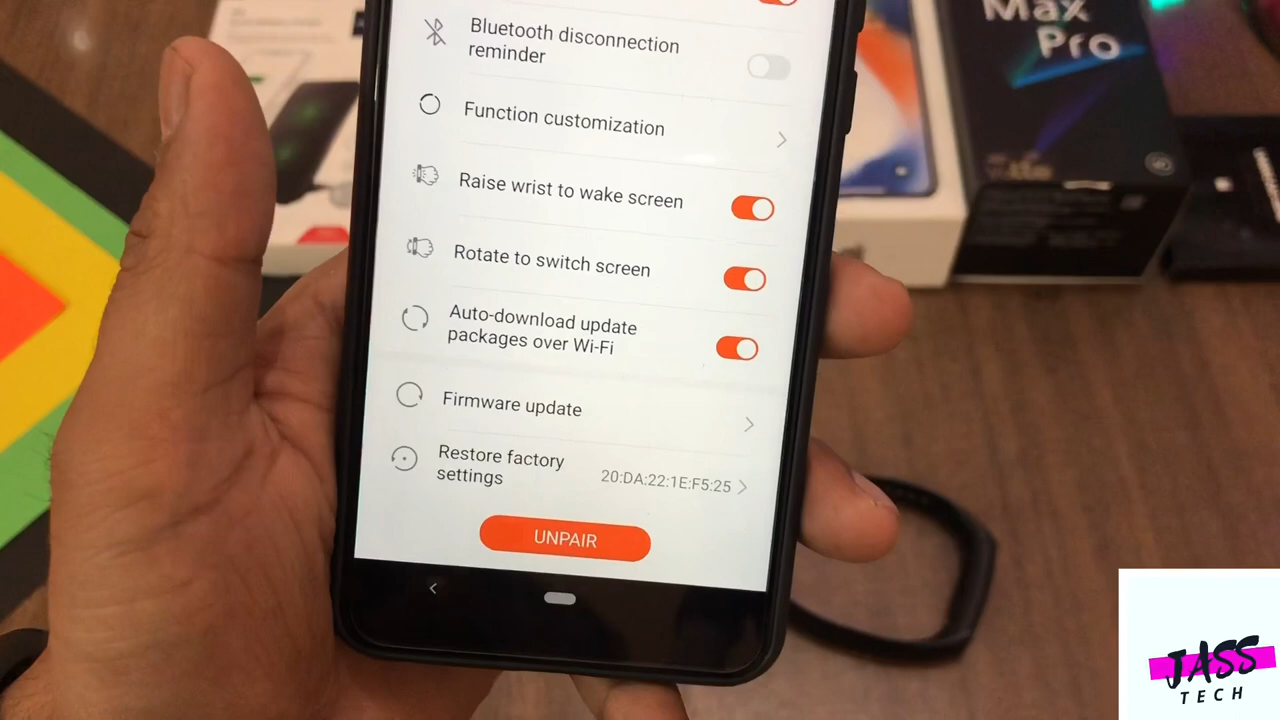 Max
Pro
Bluetooth disconnection
reminder
Function customization
Raise wrist to wake screen
Rotate to switch screen
Auto-download update
packages over Wi-Fi
Firmware update
Restore factory
settings
20:DA:22:1E:F5:25
UNPAIR
JASS
TECH